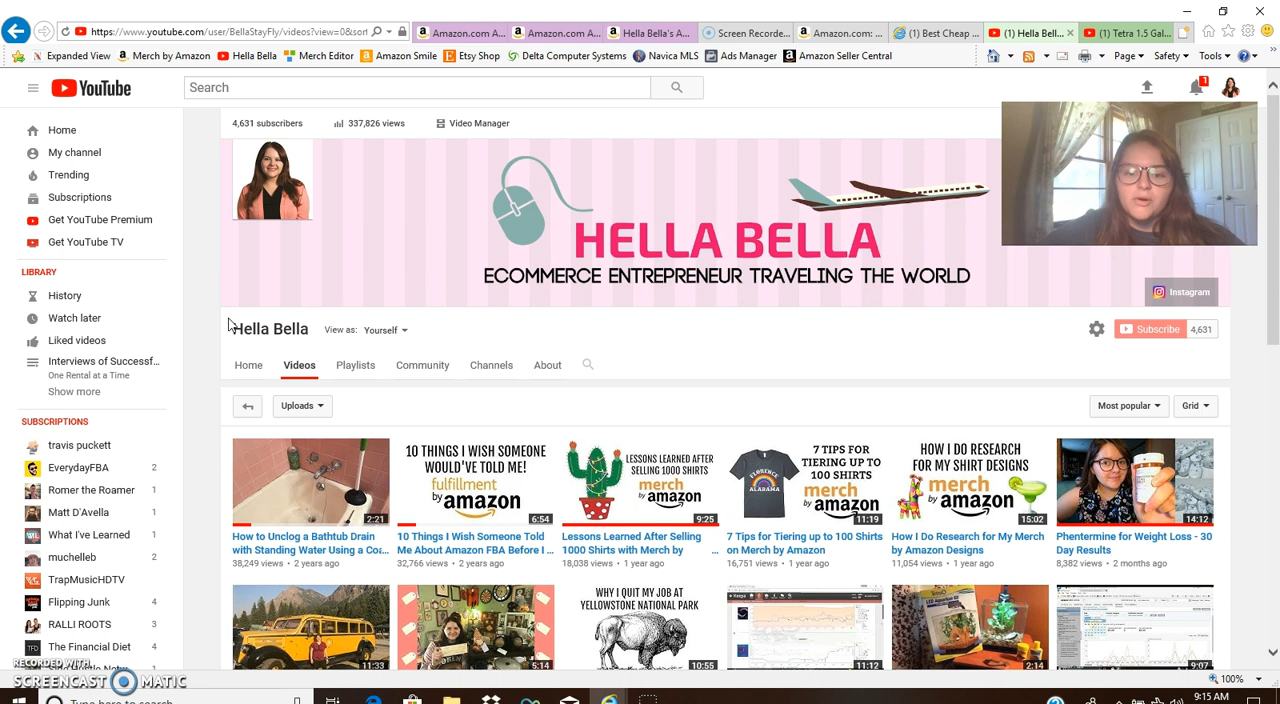 https://www.youtube.com/user/BellaStayFly/videos?view=0&sort
Amazon.com A...
Amazon.com A...
Hella Bella's A...
Screen Recorde...
Amazon.com: ...
(1) Best Cheap ...
(1) Hella Bell...
(1) Tetra 1.5 Gal...
Expanded View
Merch by Amazon
Hella Bella
Merch Editor
Amazon Smile
Etsy Shop
Delta Computer Systems
Navica MLS
Ads Manager
Amazon Seller Central
Page
Safety
Tools
YouTube
Search
1
Home
My channel
Trending
Subscriptions
Get YouTube Premium
Get YouTube TV
LIBRARY
History
Watch later
Liked videos
Interviews of Successf...
One Rental at a Time
Show more
SUBSCRIPTIONS
travis puckett
EverydayFBA 2
Romer the Roamer 1
Matt D'Avella 1
What I've Learned 1
muchelleb
TrapMusicHDTV
Flipping Junk 4
RALLI ROOTS 3
The Financial Diet 4
4,631 subscribers
337,826 views
Video Manager
HELLA BELLA
ECOMMERCE ENTREPRENEUR TRAVELING THE WORLD
Instagram
Hella Bella
View as: Yourself
Subscribe 4,631
Home
Videos
Playlists
Community
Channels
About
Uploads
Most popular
Grid
2:21
How to Unclog a Bathtub Drain
with Standing Water Using a Coa...
38,249 views • 2 years ago
10 THINGS I WISH SOMEONE
WOULD'VE TOLD ME!
fulfillment
by amazon
6:54
10 Things I Wish Someone Told
Me About Amazon FBA Before I ...
32,766 views • 2 years ago
LESSONS LEARNED AFTER
SELLING 1000 SHIRTS
merch
by amazon
9:25
Lessons Learned After Selling
1000 Shirts with Merch by ...
18,038 views • 1 year ago
FLORENCE
ALABAMA
7 TIPS FOR
TIERING UP TO
100 SHIRTS
merch
by amazon
11:19
7 Tips for Tiering up to 100 Shirts
on Merch by Amazon
16,751 views • 1 year ago
HOW I DO RESEARCH
FOR MY SHIRT DESIGNS
merch
by amazon
15:02
How I Do Research for My Merch
by Amazon Designs
11,054 views • 1 year ago
14:12
Phentermine for Weight Loss - 30
Day Results
8,382 views • 2 months ago
11:33
WHY I QUIT MY JOB AT
YELLOWSTONE NATIONAL PARK
10:55
11:12
2:14
9:07
RECORDED WITH
SCREENCAST MATIC
100%
9:15 AM